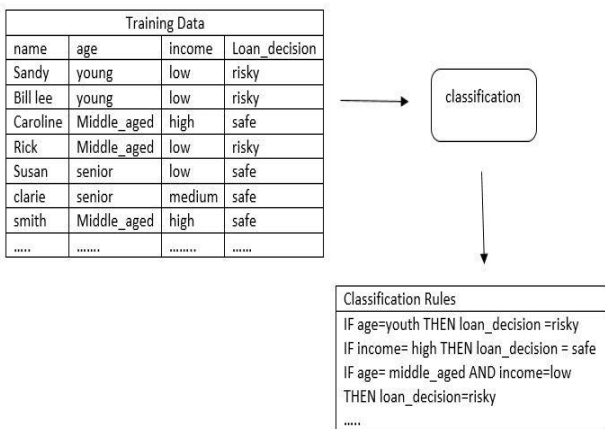 Training Data
name age income Loan_decision
Sandy young low risky
Bill lee young low risky
Caroline Middle_aged high safe
Rick Middle_aged low risky
Susan senior low safe
clarie senior medium safe
smith Middle_aged high safe
..... ....... ........ ......
classification
Classification Rules
IF age=youth THEN loan_decision =risky
IF income= high THEN loan_decision = safe
IF age= middle_aged AND income=low
THEN loan_decision=risky
.....